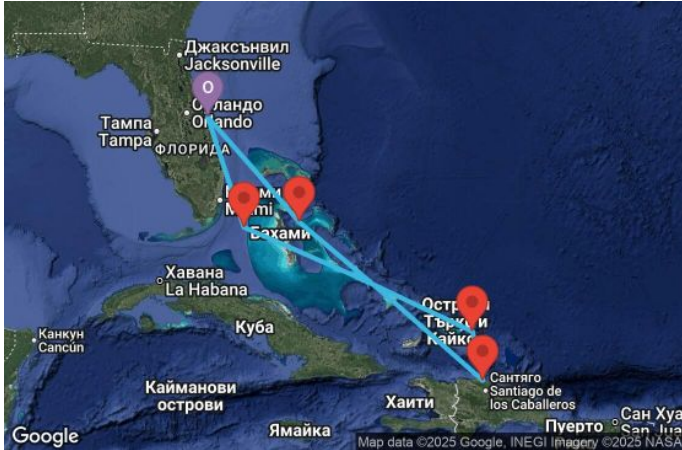 Джаксънвил
Jacksonville
O
Орландо
Orlando
Тампа
Tampa
ФЛОРИДА
Miami
Бахами
Хавана
La Habana
Канкун
Cancún
Куба
Кайманови
острови
Острови
Търкс и
Кайкос
Сантяго
Santiago de
los Caballeros
Хаити
Ямайка
Пуерто
Сан Хуа
San Jua
Google
Map data ©2025 Google, INEGI Imagery ©2025 NASA